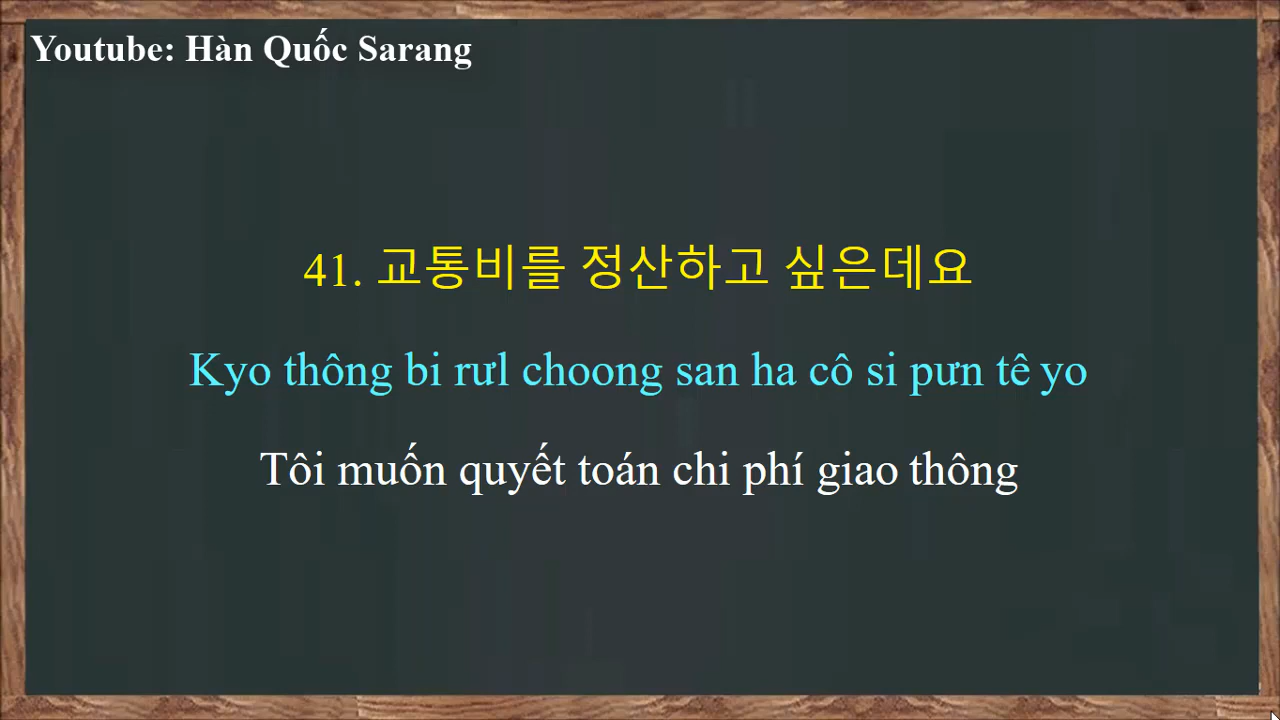 Youtube: Hàn Quốc Sarang
41. 교통비를 정산하고 싶은데요
Kyo thông bi rưl choong san ha cô si pưn tê yo
Tôi muốn quyết toán chi phí giao thông